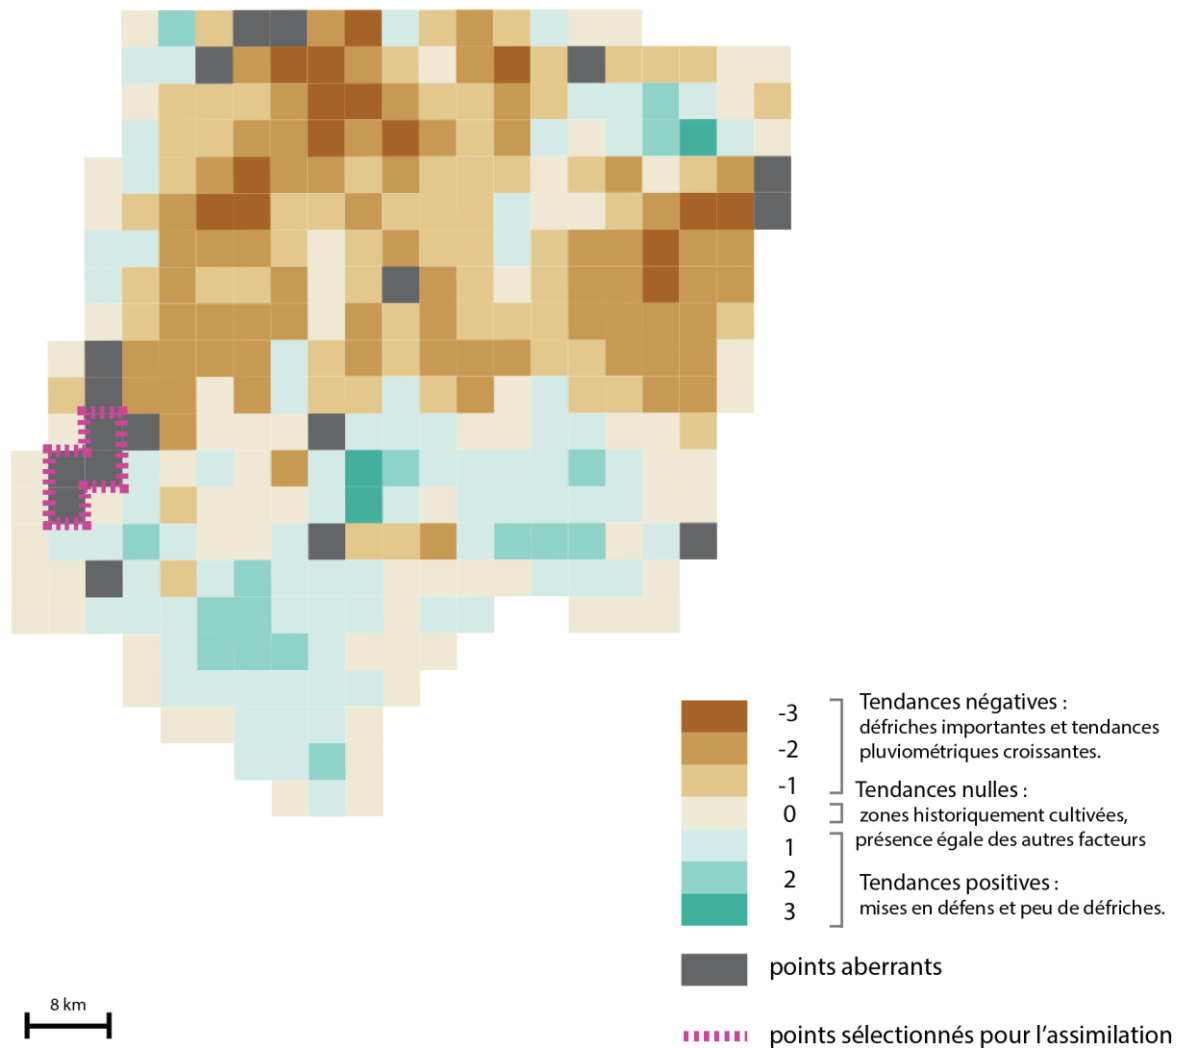 -3
-2
-1
0
1
2
3
Tendances négatives :
défriches importantes et tendances
pluviométriques croissantes.
Tendances nulles :
zones historiquement cultivées,
présence égale des autres facteurs
Tendances positives :
mises en défens et peu de défriches.
points aberrants
8 km
points sélectionnés pour l'assimilation